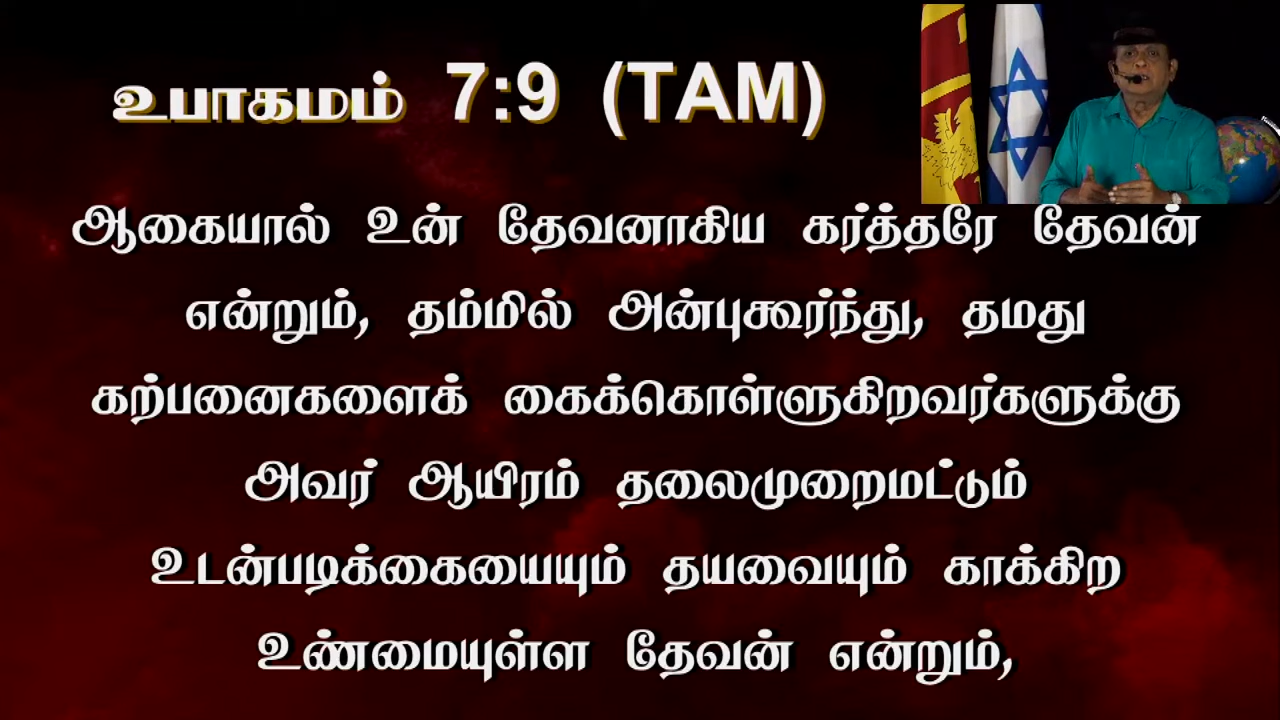 உபாகமம் 7:9 (TAM)
ஆகையால் உன் தேவனாகிய கர்த்தரே தேவன்
என்றும், தம்மில் அன்புகூர்ந்து, தமது
கற்பனைகளைக் கைக்கொள்ளுகிறவர்களுக்கு
அவர் ஆயிரம் தலைமுறைமட்டும்
உடன்படிக்கையையும் தயவையும் காக்கிற
உண்மையுள்ள தேவன் என்றும்,